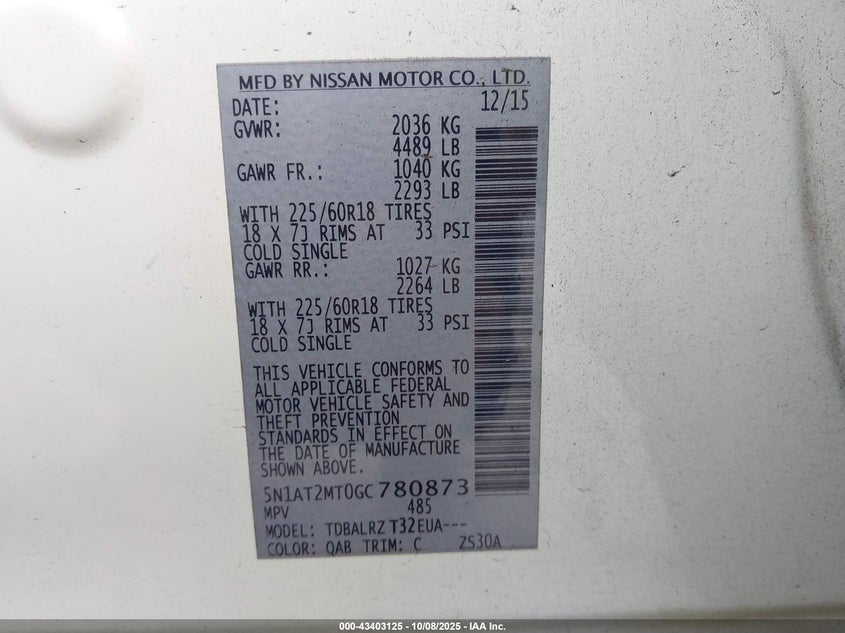 MFD BY NISSAN MOTOR CO., LTD.
DATE: 12/15
GVWR: 2036 KG
4489 LB
GAWR FR.: 1040 KG
2293 LB
WITH 225/60R18 TIRES
18 X 7J RIMS AT 33 PSI
COLD SINGLE
GAWR RR.: 1027 KG
2264 LB
WITH 225/60R18 TIRES
18 X 7J RIMS AT 33 PSI
COLD SINGLE
THIS VEHICLE CONFORMS TO
ALL APPLICABLE FEDERAL
MOTOR VEHICLE SAFETY AND
THEFT PREVENTION
STANDARDS IN EFFECT ON
THE DATE OF MANUFACTURE
SHOWN ABOVE.
5N1AT2MT0GC780873
MPV 485
MODEL: TDBALRZ T32EUA---
COLOR: QAB TRIM: C ZS30A
000-43403125 - 10/08/2025 - IAA Inc.